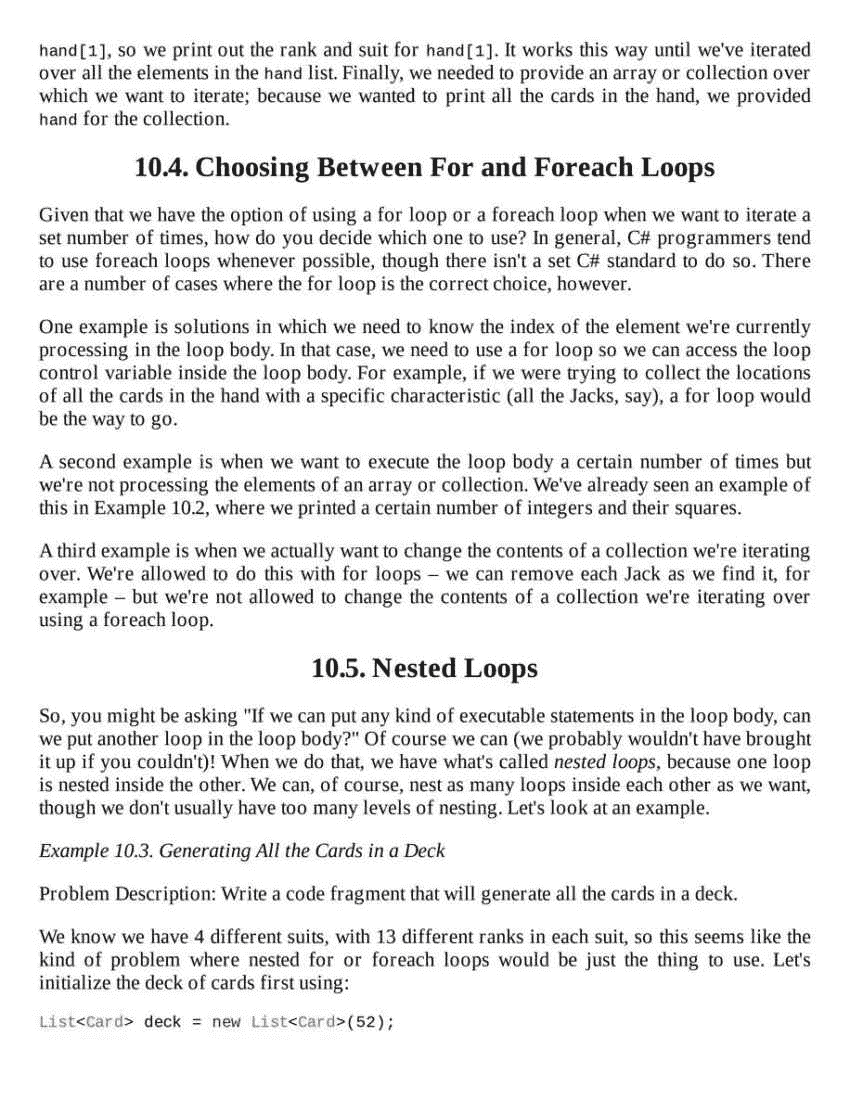 hand[1], so we print out the rank and suit for hand[1]. It works this way until we've iterated
over all the elements in the hand list. Finally, we needed to provide an array or collection over
which we want to iterate; because we wanted to print all the cards in the hand, we provided
hand for the collection.
10.4. Choosing Between For and Foreach Loops
Given that we have the option of using a for loop or a foreach loop when we want to iterate a
set number of times, how do you decide which one to use? In general, C# programmers tend
to use foreach loops whenever possible, though there isn't a set C# standard to do so. There
are a number of cases where the for loop is the correct choice, however.
One example is solutions in which we need to know the index of the element we're currently
processing in the loop body. In that case, we need to use a for loop so we can access the loop
control variable inside the loop body. For example, if we were trying to collect the locations
of all the cards in the hand with a specific characteristic (all the Jacks, say), a for loop would
be the way to go.
A second example is when we want to execute the loop body a certain number of times but
we're not processing the elements of an array or collection. We've already seen an example of
this in Example 10.2, where we printed a certain number of integers and their squares.
A third example is when we actually want to change the contents of a collection we're iterating
over. We're allowed to do this with for loops – we can remove each Jack as we find it, for
example – but we're not allowed to change the contents of a collection we're iterating over
using a foreach loop.
10.5. Nested Loops
So, you might be asking "If we can put any kind of executable statements in the loop body, can
we put another loop in the loop body?" Of course we can (we probably wouldn't have brought
it up if you couldn't)! When we do that, we have what's called nested loops, because one loop
is nested inside the other. We can, of course, nest as many loops inside each other as we want,
though we don't usually have too many levels of nesting. Let's look at an example.
Example 10.3. Generating All the Cards in a Deck
Problem Description: Write a code fragment that will generate all the cards in a deck.
We know we have 4 different suits, with 13 different ranks in each suit, so this seems like the
kind of problem where nested for or foreach loops would be just the thing to use. Let's
initialize the deck of cards first using:
List<Card> deck = new List<Card>(52);